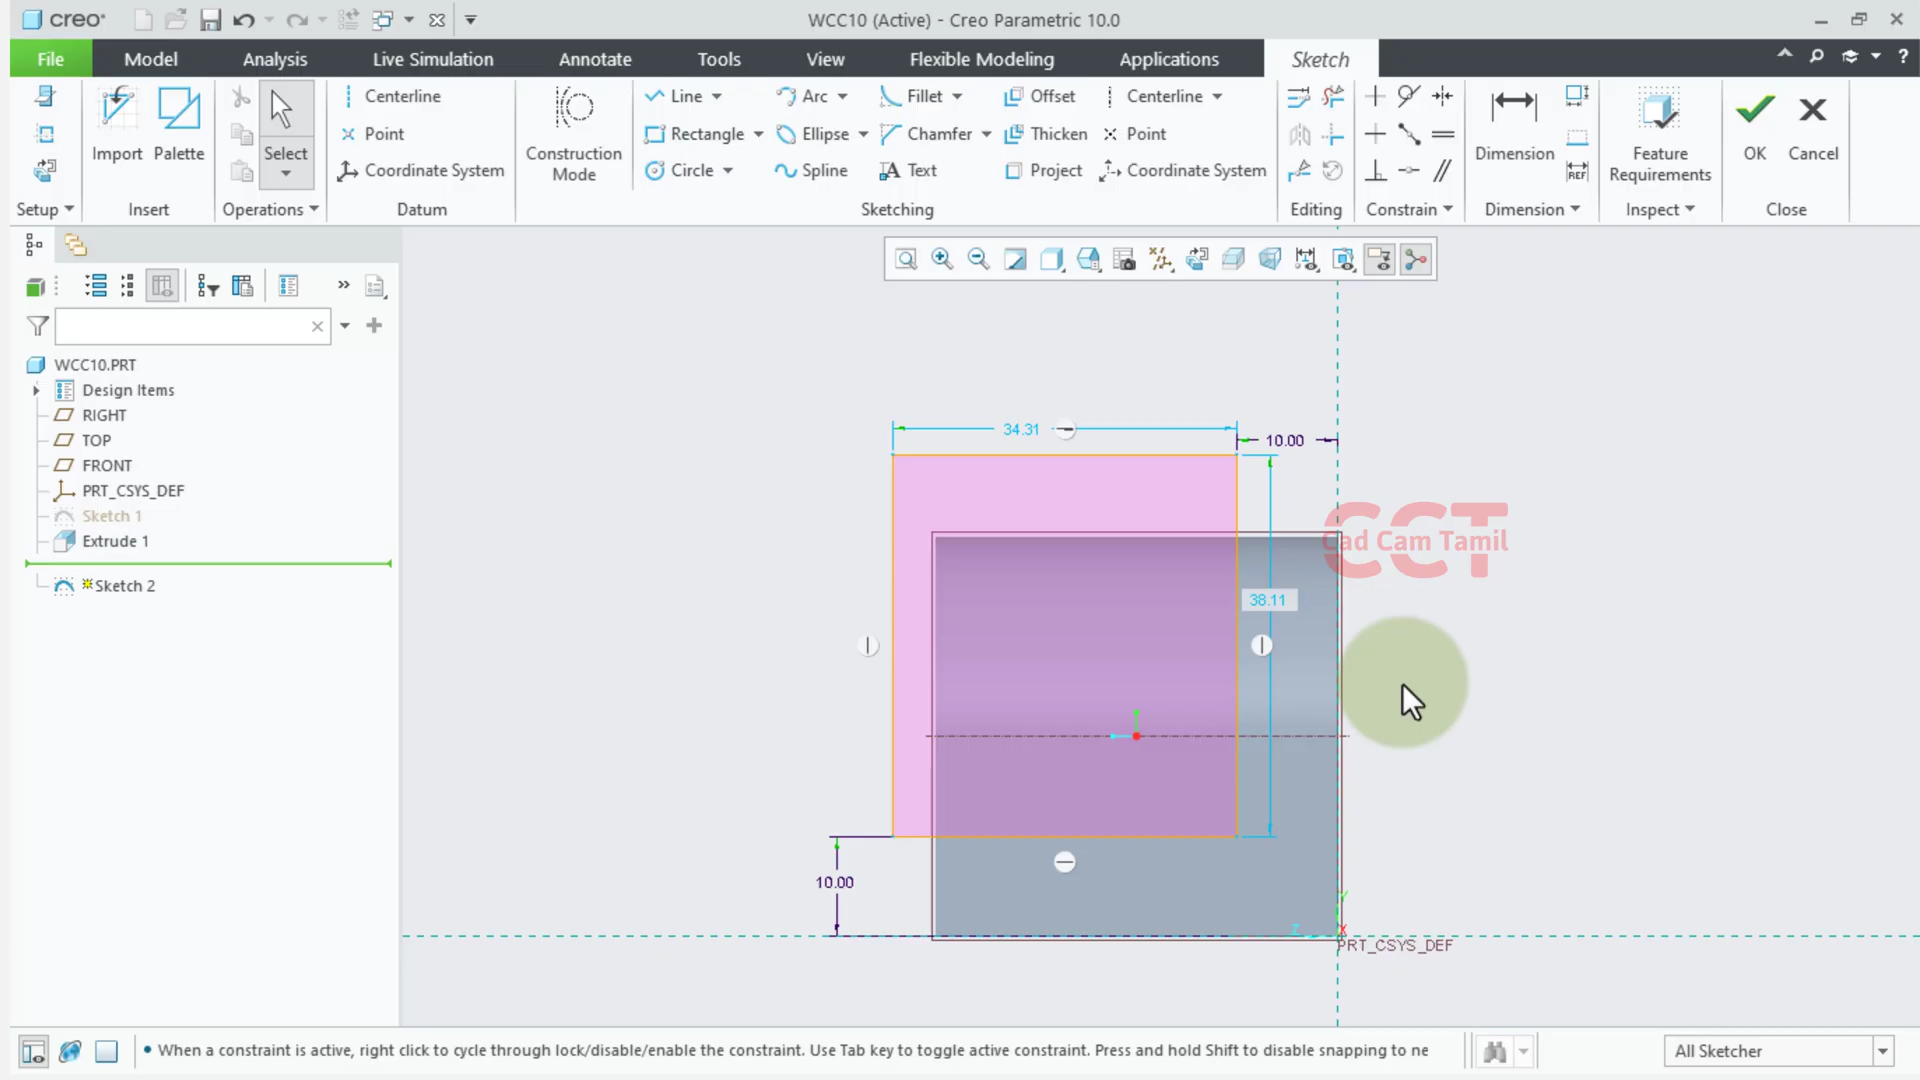 creo
WCC10 (Active) - Creo Parametric 10.0
File
Model
Analysis
Live Simulation
Annotate
Tools
View
Flexible Modeling
Applications
Sketch
Import
Palette
Select
Centerline
Point
Coordinate System
Construction
Mode
Line
Rectangle
Circle
Arc
Ellipse
Spline
Fillet
Chamfer
Text
Offset
Thicken
Project
Centerline
Point
Coordinate System
Dimension
REF
Feature
Requirements
OK
Cancel
Setup
Insert
Operations
Datum
Sketching
Editing
Constrain
Dimension
Inspect
Close
WCC10.PRT
Design Items
RIGHT
TOP
FRONT
PRT_CSYS_DEF
Sketch 1
Extrude 1
Sketch 2
34.31
10.00
CCT
Cad Cam Tamil
38.11
10.00
Y
Z
X
PRT_CSYS_DEF
• When a constraint is active, right click to cycle through lock/disable/enable the constraint. Use Tab key to toggle active constraint. Press and hold Shift to disable snapping to ne
All Sketcher